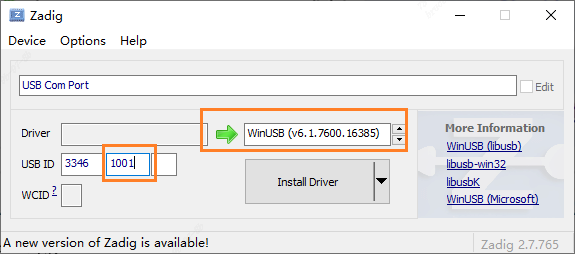 Zadig
Device Options Help
USB Com Port
Edit
Driver
WinUSB (v6.1.7600.16385)
More Information
WinUSB (libusb)
libusb-win32
libusbK
WinUSB (Microsoft)
USB ID 3346 1001
WCID ?
Install Driver
A new version of Zadig is available!
Zadig 2.7.765